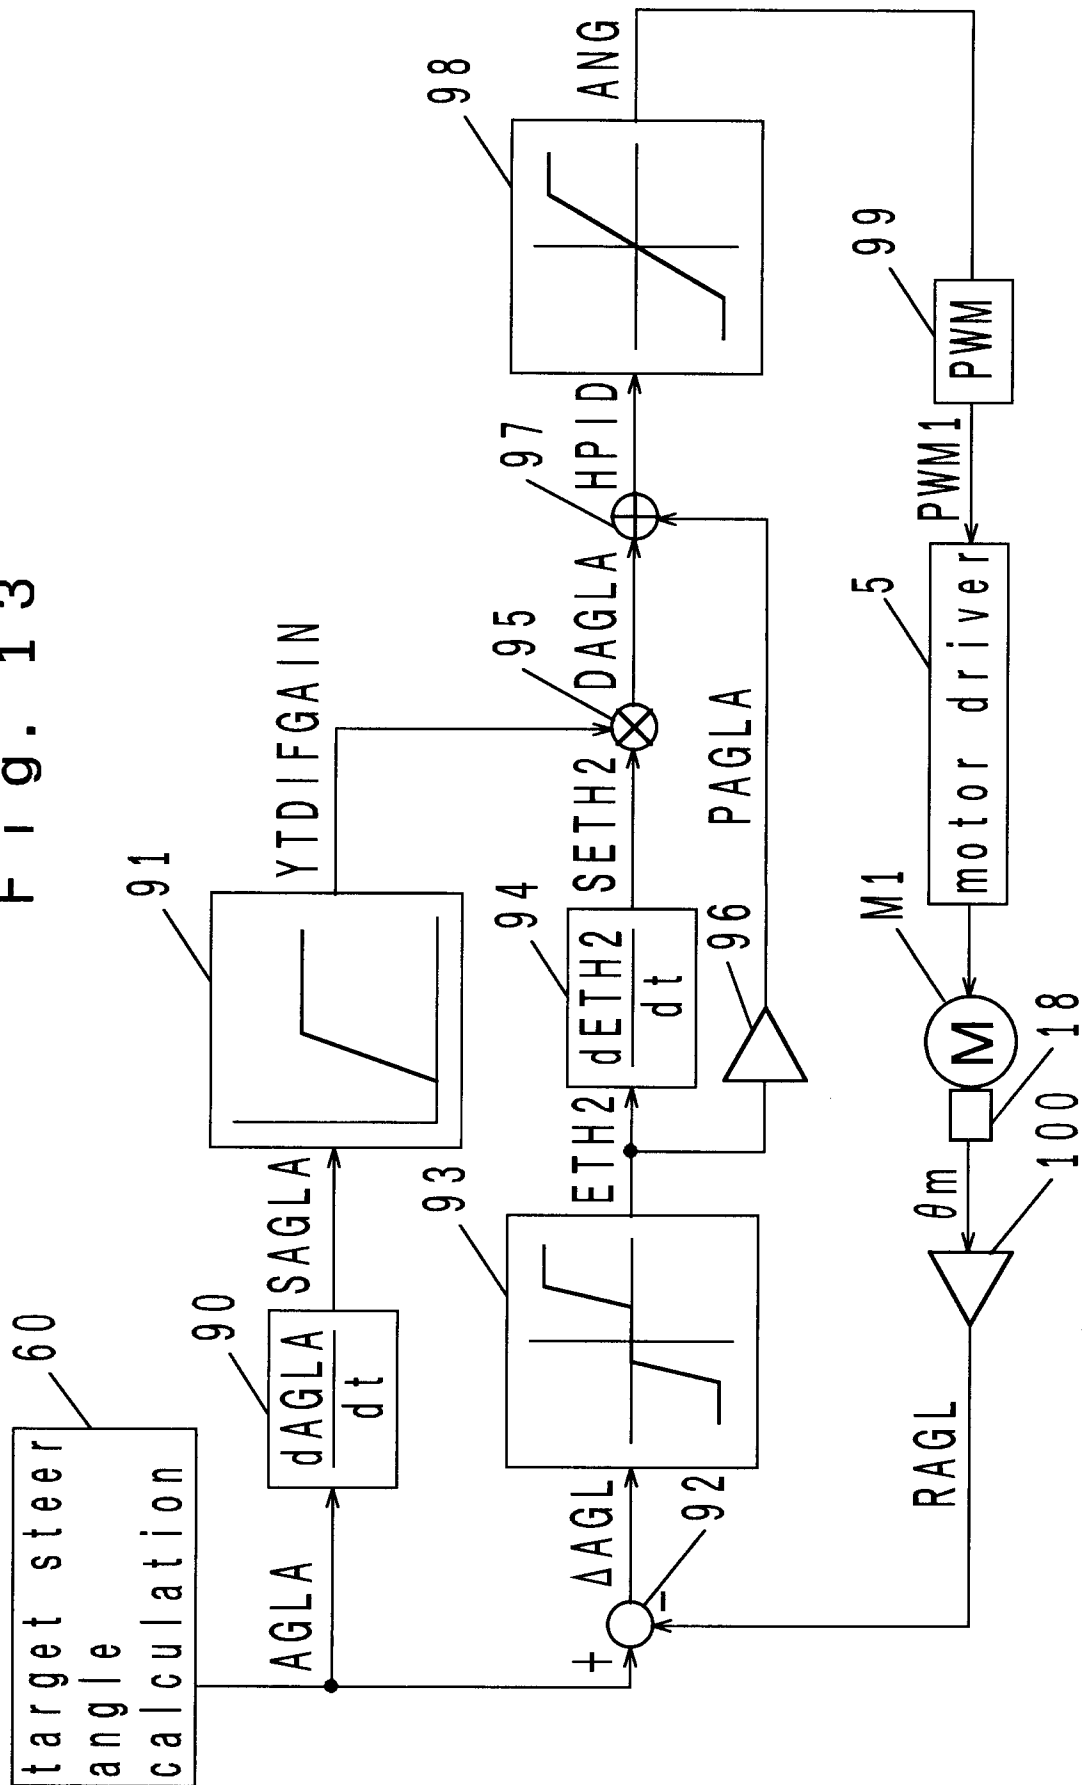 Fig. 13
target steer
angle
calculation
60
AGLA
90
dAGLA
dt
SAGLA
91
YTDIFGAIN
+
-
92
ΔAGL
93
ETH2
94
dETH2
dt
SETH2
95
DAGLA
96
PAGLA
97
HPID
98
ANG
99
PWM
PWM1
5
motor driver
M1
M
18
θm
100
RAGL